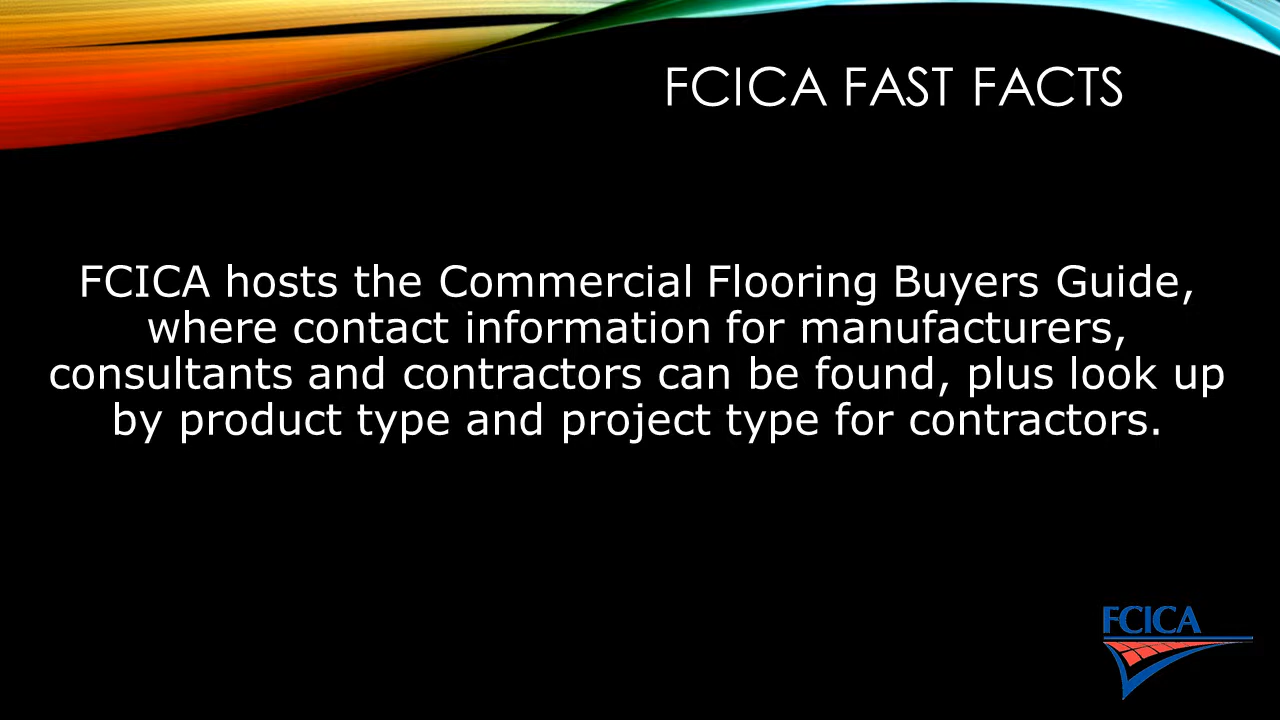 FCICA FAST FACTS
FCICA hosts the Commercial Flooring Buyers Guide,
where contact information for manufacturers,
consultants and contractors can be found, plus look up
by product type and project type for contractors.
FCICA